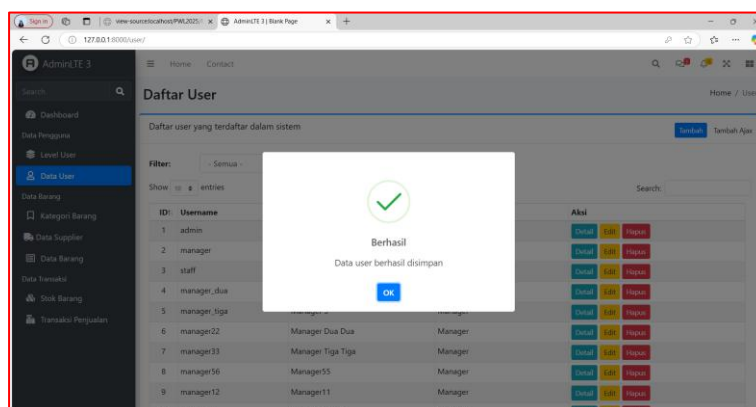 Sign in
view-source:localhost/PWL2025/
AdminLTE 3 | Blank Page
127.0.0.1:8000/user/
AdminLTE 3
Home Contact
Search
Daftar User
Home / User
Dashboard
Data Pengguna
Level User
Data User
Data Barang
Kategori Barang
Data Supplier
Data Barang
Data Transaksi
Stok Barang
Transaksi Penjualan
Daftar user yang terdaftar dalam sistem
Tambah Tambah Ajax
Filter: - Semua -
Show entries
Search:
ID Username Aksi
1 admin Detail Edit Hapus
2 manager Detail Edit Hapus
3 staff Detail Edit Hapus
4 manager_dua Detail Edit Hapus
5 manager_tiga Detail Edit Hapus
6 manager22 Manager Dua Dua Manager Detail Edit Hapus
7 manager33 Manager Tiga Tiga Manager Detail Edit Hapus
8 manager56 Manager55 Manager Detail Edit Hapus
9 manager12 Manager11 Manager Detail Edit Hapus
Berhasil
Data user berhasil disimpan
OK